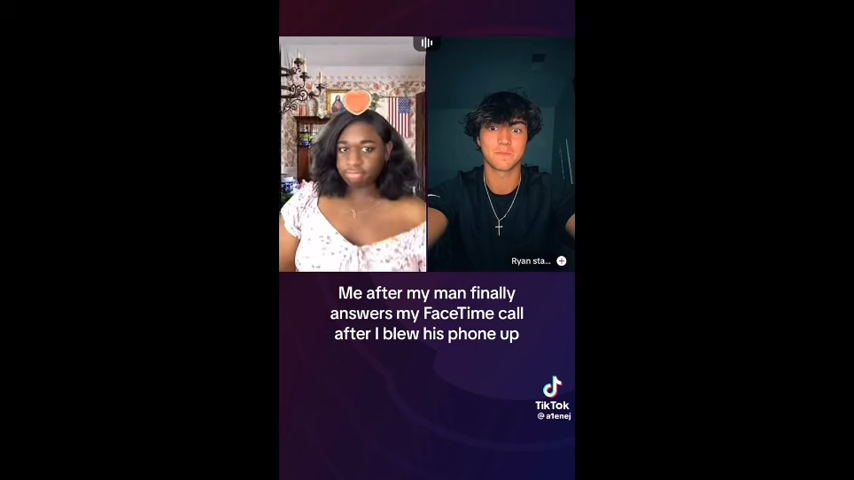 Ryan sta...
Me after my man finally
answers my FaceTime call
after I blew his phone up
TikTok
@a1enej